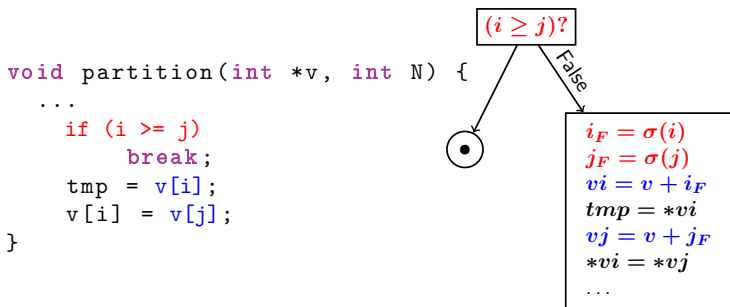 void partition(int *v, int N) {
...
if (i >= j)
break;
tmp = v[i];
v[i] = v[j];
}
(i ≥ j)?
False
i_F = σ(i)
j_F = σ(j)
vi = v + i_F
tmp = *vi
vj = v + j_F
*vi = *vj
...